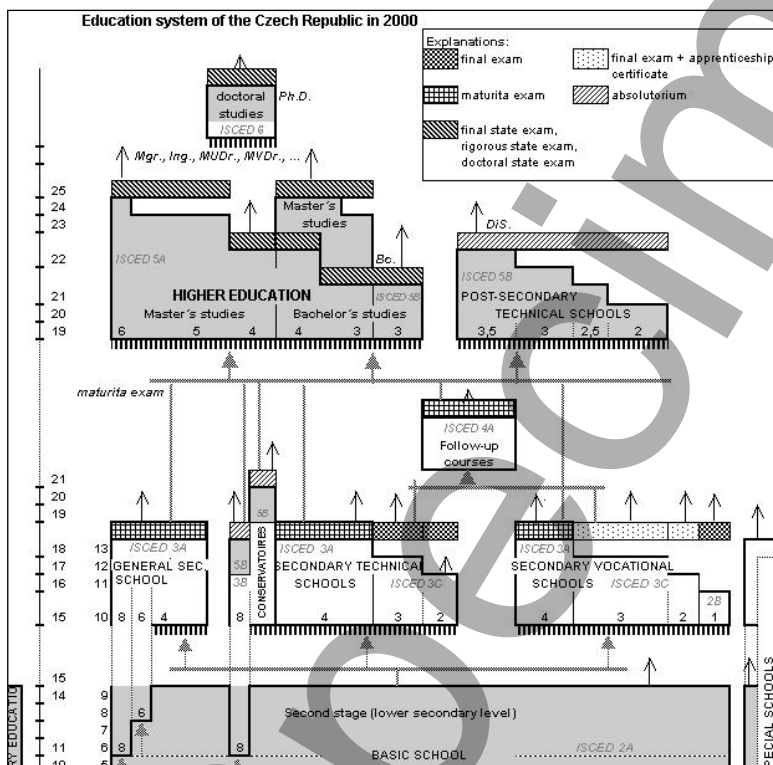 Education system of the Czech Republic in 2000
Explanations:
final exam
final exam + apprenticeship
certificate
maturita exam
absolutorium
final state exam,
rigorous state exam,
doctoral state exam
doctoral
studies
ISCED 6
Ph.D.
Mgr., Ing., MUDr., MVDr., ...
25
24
23
22
21
20
19
Master´s
studies
ISCED 5A
Bc.
ISCED 5B
HIGHER EDUCATION
Master´s studies
Bachelor´s studies
6 5 4 4 3 3
DiS.
ISCED 5B
POST-SECONDARY
TECHNICAL SCHOOLS
3,5 3 2,5 2
maturita exam
ISCED 4A
Follow-up
courses
21
20
19
18 13
17 12
16 11
15 10
ISCED 3A
GENERAL SEC.
SCHOOL
8 6 4
5B
3B
8
5B
CONSERVATOIRES
ISCED 3A
SECONDARY TECHNICAL
SCHOOLS
ISCED 3C
4 3 2
ISCED 3A
SECONDARY VOCATIONAL
SCHOOLS
ISCED 3C
2B
4 3 2 1
15
14 9
8
7
11 6
10 5
6
8
8
Second stage (lower secondary level)
BASIC SCHOOL
ISCED 2A
RY EDUCATIO
PECIAL SCHOOLS
pecim